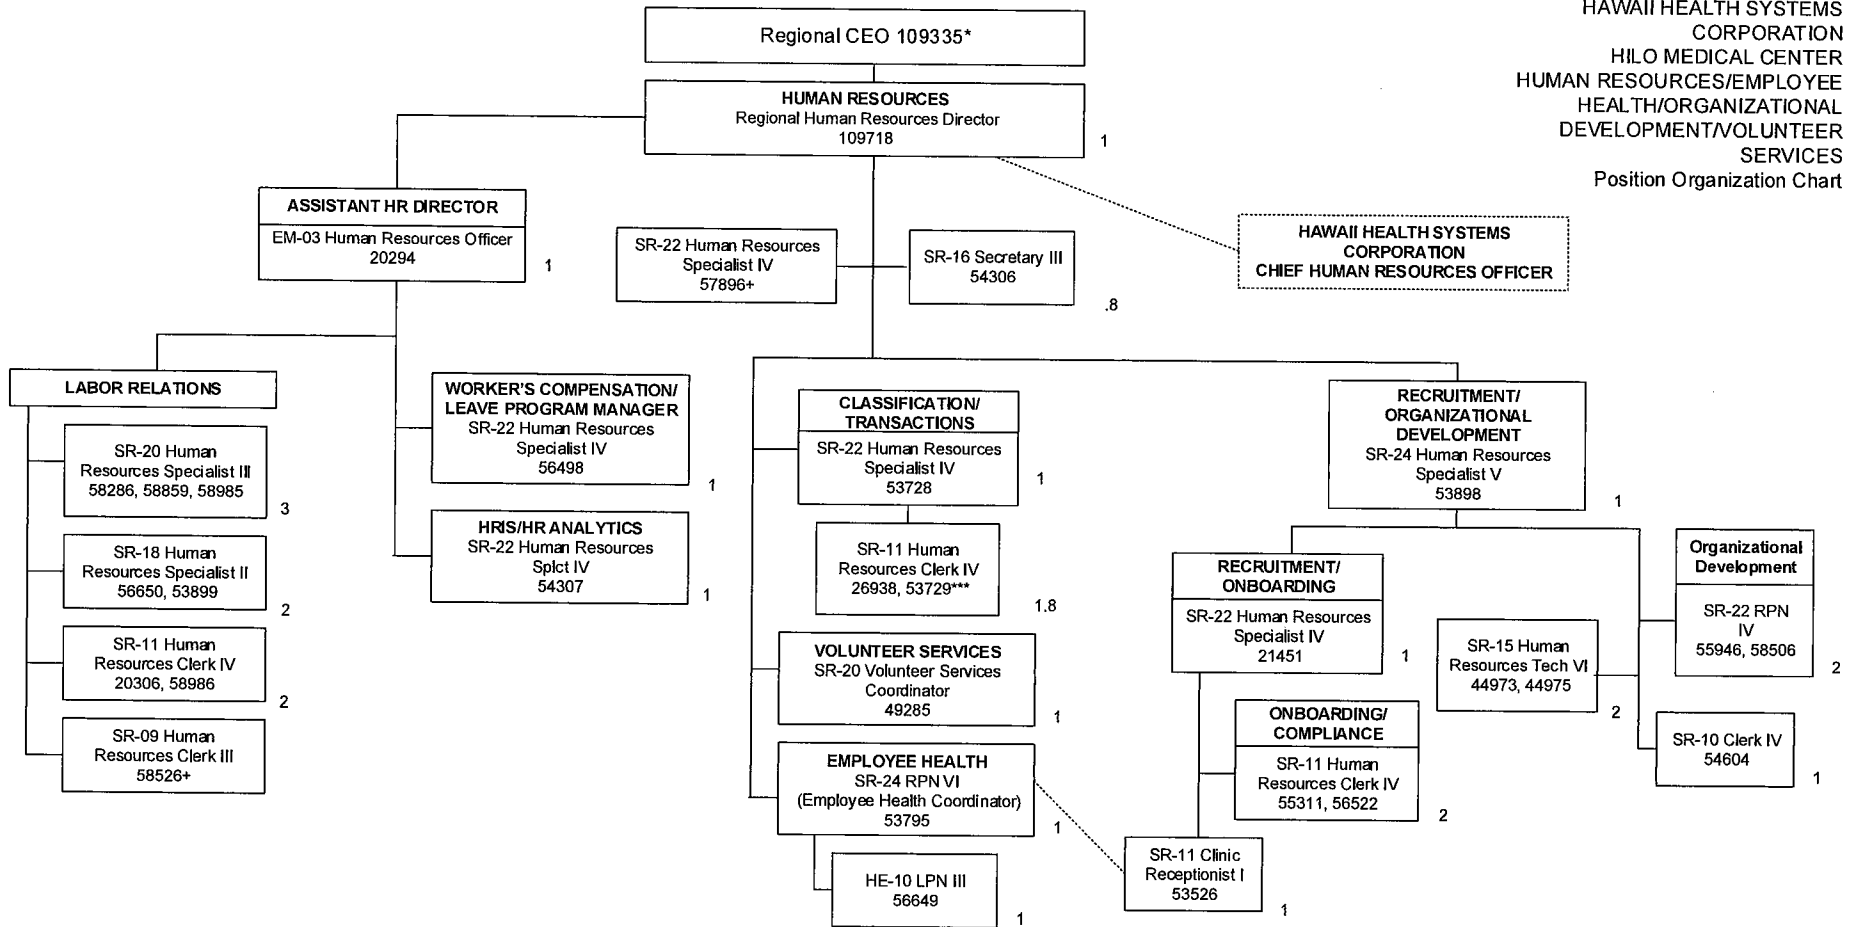 HAWAII HEALTH SYSTEMS
CORPORATION
HILO MEDICAL CENTER
HUMAN RESOURCES/EMPLOYEE
HEALTH/ORGANIZATIONAL
DEVELOPMENT/VOLUNTEER
SERVICES
Position Organization Chart
Regional CEO 109335*
HUMAN RESOURCES
Regional Human Resources Director
109718
1
ASSISTANT HR DIRECTOR
EM-03 Human Resources Officer
20294
1
SR-22 Human Resources
Specialist IV
57896+
SR-16 Secretary III
54306
.8
HAWAII HEALTH SYSTEMS
CORPORATION
CHIEF HUMAN RESOURCES OFFICER
LABOR RELATIONS
SR-20 Human
Resources Specialist III
58286, 58859, 58985
3
SR-18 Human
Resources Specialist II
56650, 53899
2
SR-11 Human
Resources Clerk IV
20306, 58986
2
SR-09 Human
Resources Clerk III
58526+
WORKER'S COMPENSATION/
LEAVE PROGRAM MANAGER
SR-22 Human Resources
Specialist IV
56498
1
HRIS/HR ANALYTICS
SR-22 Human Resources
Splct IV
54307
1
CLASSIFICATION/
TRANSACTIONS
SR-22 Human Resources
Specialist IV
53728
1
SR-11 Human
Resources Clerk IV
26938, 53729***
1.8
VOLUNTEER SERVICES
SR-20 Volunteer Services
Coordinator
49285
1
EMPLOYEE HEALTH
SR-24 RPN VI
(Employee Health Coordinator)
53795
1
HE-10 LPN III
56649
1
RECRUITMENT/
ORGANIZATIONAL
DEVELOPMENT
SR-24 Human Resources
Specialist V
53898
1
RECRUITMENT/
ONBOARDING
SR-22 Human Resources
Specialist IV
21451
1
ONBOARDING/
COMPLIANCE
SR-11 Human
Resources Clerk IV
55311, 56522
2
SR-11 Clinic
Receptionist I
53526
1
SR-15 Human
Resources Tech VI
44973, 44975
2
Organizational
Development
SR-22 RPN
IV
55946, 58506
2
SR-10 Clerk IV
54604
1